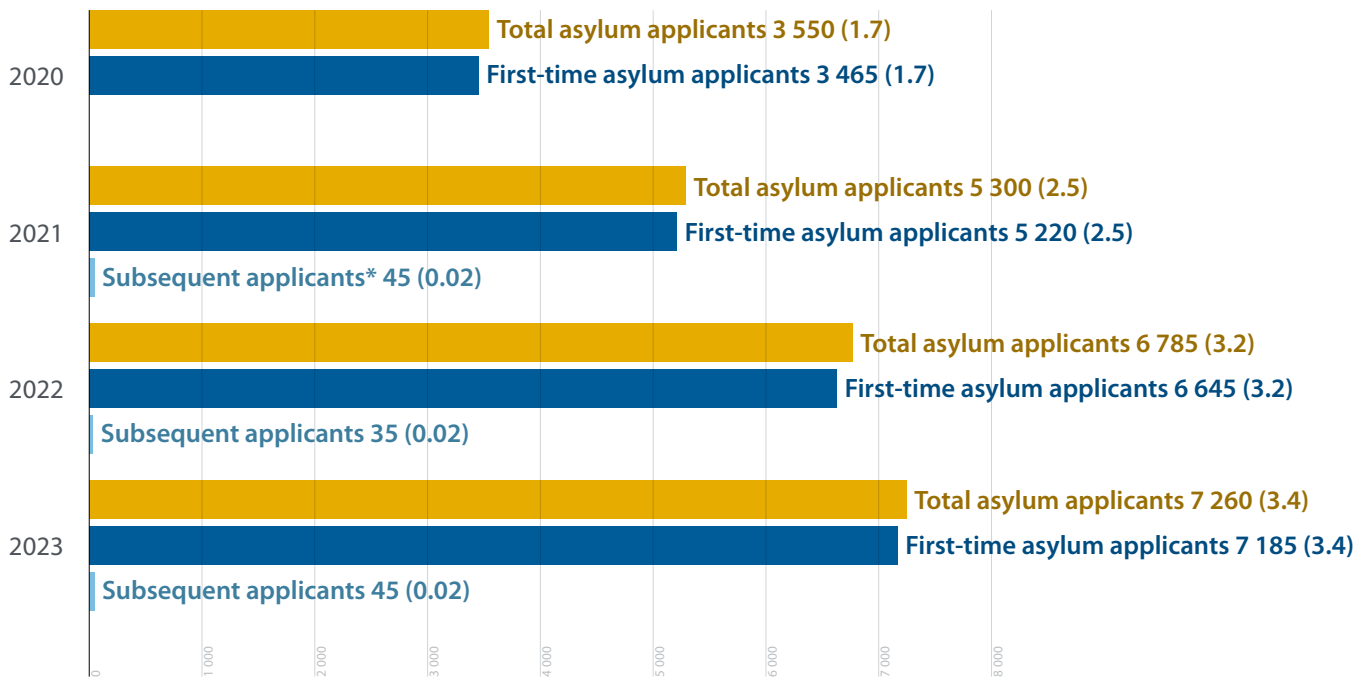 Total asylum applicants 3 550 (1.7)
2020
First-time asylum applicants 3 465 (1.7)
Total asylum applicants 5 300 (2.5)
2021
First-time asylum applicants 5 220 (2.5)
Subsequent applicants* 45 (0.02)
Total asylum applicants 6 785 (3.2)
2022
First-time asylum applicants 6 645 (3.2)
Subsequent applicants 35 (0.02)
Total asylum applicants 7 260 (3.4)
2023
First-time asylum applicants 7 185 (3.4)
Subsequent applicants 45 (0.02)
0
1 000
2 000
3 000
4 000
5 000
6 000
7 000
8 000